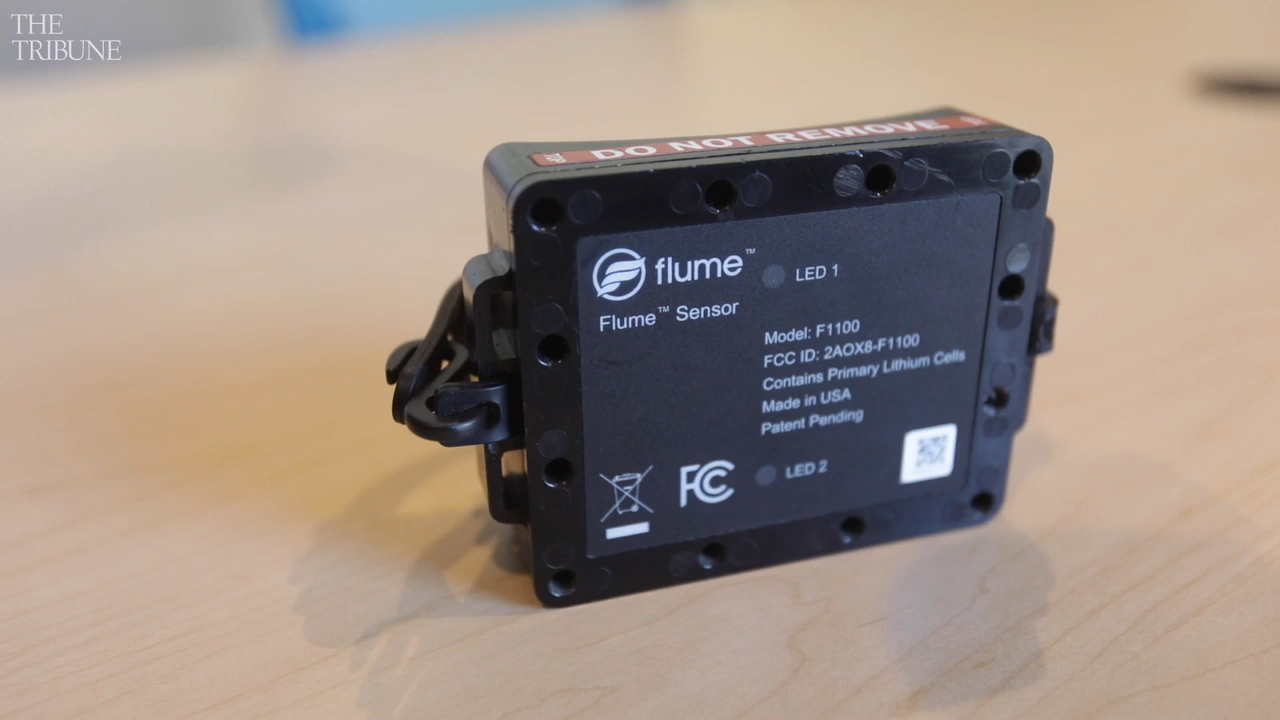 THE
TRIBUNE
DO NOT REMOVE
flume™
LED 1
Flume™ Sensor
Model: F1100
FCC ID: 2AOX8-F1100
Contains Primary Lithium Cells
Made in USA
Patent Pending
FC
LED 2